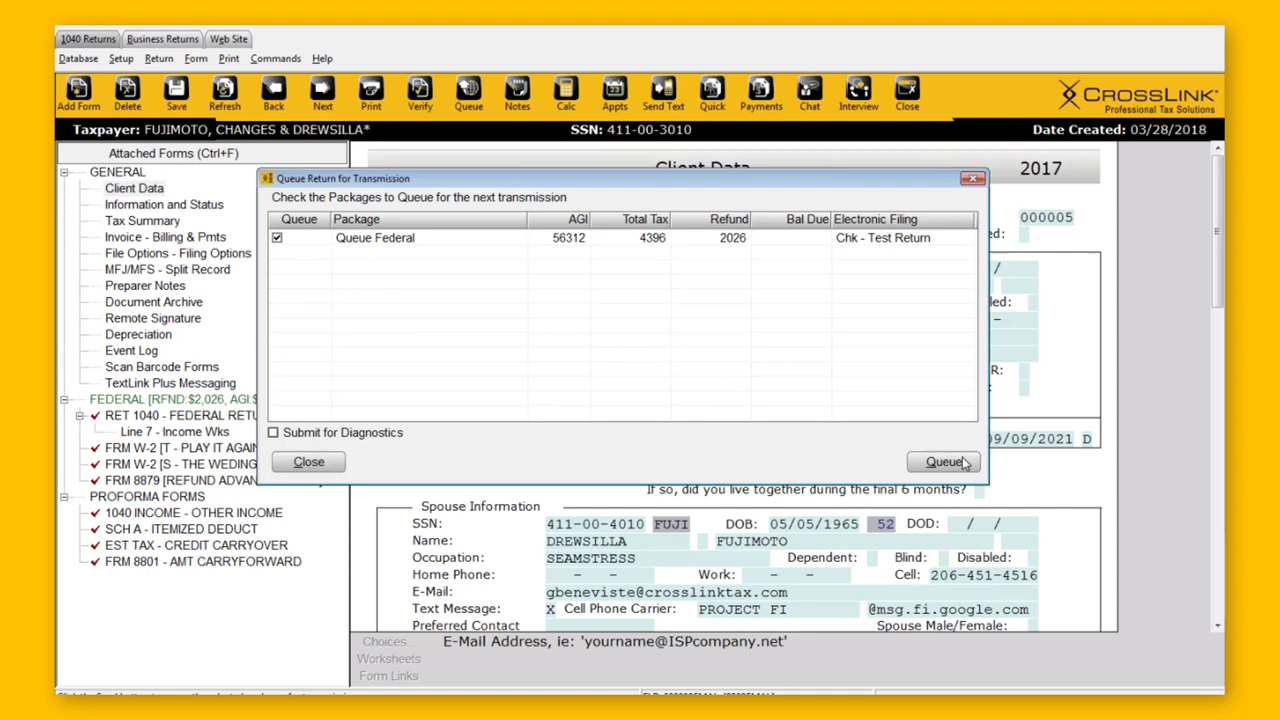 1040 Returns Business Returns Web Site
Database Setup Return Form Print Commands Help
Add Form Delete Save Refresh Back Next Print Verify Queue Notes Calc Appts Send Text Quick Payments Chat Interview Close
CROSSLINK
Professional Tax Solutions
Taxpayer: FUJIMOTO, CHANGES & DREWSILLA* SSN: 411-00-3010 Date Created: 03/28/2018
Attached Forms (Ctrl+F)
GENERAL
Client Data
Information and Status
Tax Summary
Invoice - Billing & Pmts
File Options - Filing Options
MFJ/MFS - Split Record
Preparer Notes
Document Archive
Remote Signature
Depreciation
Event Log
Scan Barcode Forms
TextLink Plus Messaging
FEDERAL [RFND:$2,026, AGI:$
RET 1040 - FEDERAL RETU
Line 7 - Income Wks
FRM W-2 [T - PLAY IT AGAIN
FRM W-2 [S - THE WEDING
FRM 8879 [REFUND ADVAN
PROFORMA FORMS
1040 INCOME - OTHER INCOME
SCH A - ITEMIZED DEDUCT
EST TAX - CREDIT CARRYOVER
FRM 8801 - AMT CARRYFORWARD
Client Data 2017
000005
ed:
/
led:
–
R:
:
09/09/2021 D
Queue Return for Transmission
Check the Packages to Queue for the next transmission
Queue Package AGI Total Tax Refund Bal Due Electronic Filing
Queue Federal 56312 4396 2026 Chk - Test Return
Submit for Diagnostics
Close Queue
If so, did you live together during the final 6 months?
Spouse Information
SSN: 411-00-4010 FUJI DOB: 05/05/1965 52 DOD: / /
Name: DREWSILLA FUJIMOTO
Occupation: SEAMSTRESS Dependent: Blind: Disabled:
Home Phone: - - Work: - - Cell: 206-451-4516
E-Mail: gbeneviste@crosslinktax.com
Text Message: X Cell Phone Carrier: PROJECT FI @msg.fi.google.com
Preferred Contact Spouse Male/Female:
Choices... E-Mail Address, ie: 'yourname@ISPcompany.net'
Worksheets
Form Links